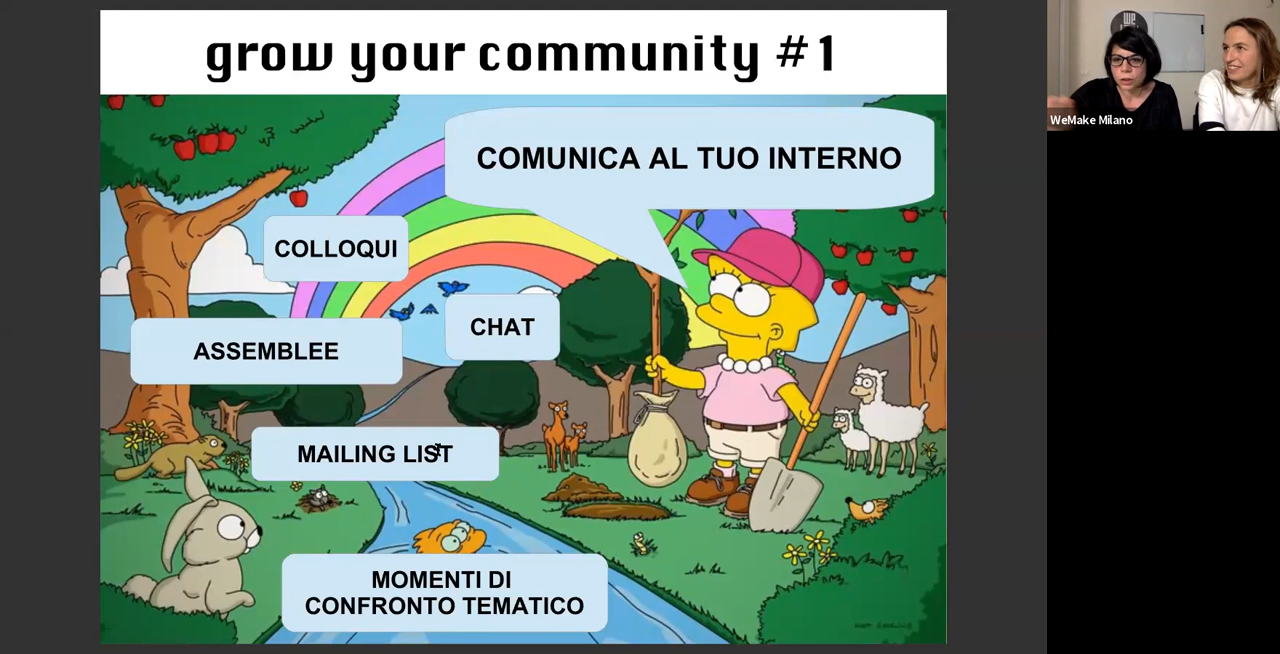 grow your community #1
COMUNICA AL TUO INTERNO
COLLOQUI
CHAT
ASSEMBLEE
MAILING LIST
MOMENTI DI
CONFRONTO TEMATICO
we
WeMake Milano